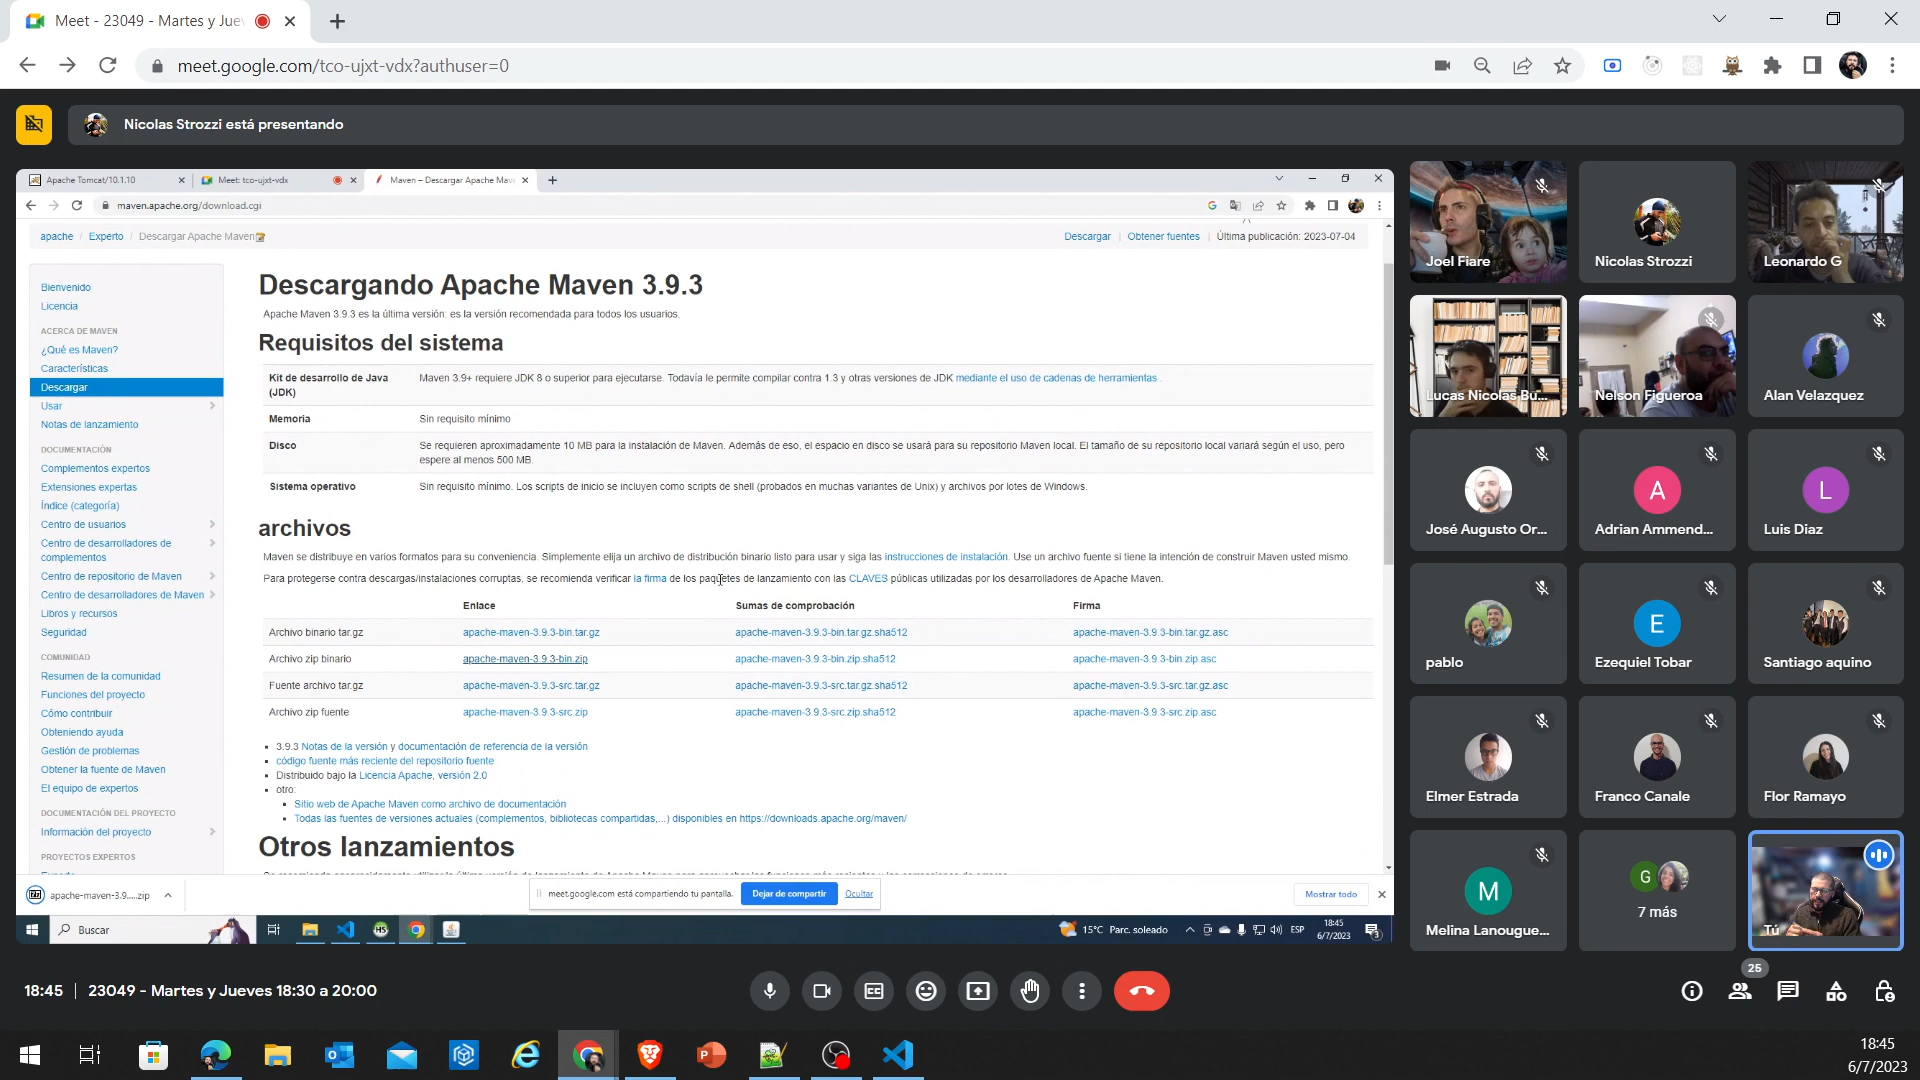 Meet - 23049 - Martes y Juev
meet.google.com/tco-ujxt-vdx?authuser=0
Nicolas Strozzi está presentando
Apache Tomcat/10.1.10
Meet: tco-ujxt-vdx
Maven – Descargar Apache Mav
maven.apache.org/download.cgi
apache / Experto / Descargar Apache Maven
Descargar | Obtener fuentes | Última publicación: 2023-07-04
Bienvenido
Licencia
ACERCA DE MAVEN
¿Qué es Maven?
Características
Descargar
Usar
Notas de lanzamiento
DOCUMENTACIÓN
Complementos expertos
Extensiones expertas
Índice (categoría)
Centro de usuarios
Centro de desarrolladores de
complementos
Centro de repositorio de Maven
Centro de desarrolladores de Maven
Libros y recursos
Seguridad
COMUNIDAD
Resumen de la comunidad
Funciones del proyecto
Cómo contribuir
Obteniendo ayuda
Gestión de problemas
Obtener la fuente de Maven
El equipo de expertos
DOCUMENTACIÓN DEL PROYECTO
Información del proyecto
PROYECTOS EXPERTOS
Descargando Apache Maven 3.9.3
Apache Maven 3.9.3 es la última versión: es la versión recomendada para todos los usuarios.
Requisitos del sistema
Kit de desarrollo de Java Maven 3.9+ requiere JDK 8 o superior para ejecutarse. Todavía le permite compilar contra 1.3 y otras versiones de JDK mediante el uso de cadenas de herramientas .
(JDK)
Memoria Sin requisito mínimo
Disco Se requieren aproximadamente 10 MB para la instalación de Maven. Además de eso, el espacio en disco se usará para su repositorio Maven local. El tamaño de su repositorio local variará según el uso, pero
espere al menos 500 MB.
Sistema operativo Sin requisito mínimo. Los scripts de inicio se incluyen como scripts de shell (probados en muchas variantes de Unix) y archivos por lotes de Windows.
archivos
Maven se distribuye en varios formatos para su conveniencia. Simplemente elija un archivo de distribución binario listo para usar y siga las instrucciones de instalación. Use un archivo fuente si tiene la intención de construir Maven usted mismo.
Para protegerse contra descargas/instalaciones corruptas, se recomienda verificar la firma de los paquetes de lanzamiento con las CLAVES públicas utilizadas por los desarrolladores de Apache Maven.
Enlace Sumas de comprobación Firma
Archivo binario tar.gz apache-maven-3.9.3-bin.tar.gz apache-maven-3.9.3-bin.tar.gz.sha512 apache-maven-3.9.3-bin.tar.gz.asc
Archivo zip binario apache-maven-3.9.3-bin.zip apache-maven-3.9.3-bin.zip.sha512 apache-maven-3.9.3-bin.zip.asc
Fuente archivo tar.gz apache-maven-3.9.3-src.tar.gz apache-maven-3.9.3-src.tar.gz.sha512 apache-maven-3.9.3-src.tar.gz.asc
Archivo zip fuente apache-maven-3.9.3-src.zip apache-maven-3.9.3-src.zip.sha512 apache-maven-3.9.3-src.zip.asc
3.9.3 Notas de la versión y documentación de referencia de la versión
código fuente más reciente del repositorio fuente
Distribuido bajo la Licencia Apache, versión 2.0
otro:
Sitio web de Apache Maven como archivo de documentación
Todas las fuentes de versiones actuales (complementos, bibliotecas compartidas,...) disponibles en https://downloads.apache.org/maven/
Otros lanzamientos
apache-maven-3.9.....zip
meet.google.com está compartiendo tu pantalla.
Dejar de compartir
Ocultar
Mostrar todo
Buscar
15°C Parc. soleado
ESP
18:45
6/7/2023
3
Joel Fiare
Nicolas Strozzi
Leonardo G
Lucas Nicolas Bu...
Nelson Figueroa
Alan Velazquez
José Augusto Or...
A
Adrian Ammend...
L
Luis Diaz
pablo
E
Ezequiel Tobar
Santiago aquino
Elmer Estrada
Franco Canale
Flor Ramayo
M
Melina Lanougue...
G
7 más
Tú
18:45 | 23049 - Martes y Jueves 18:30 a 20:00
25
18:45
6/7/2023